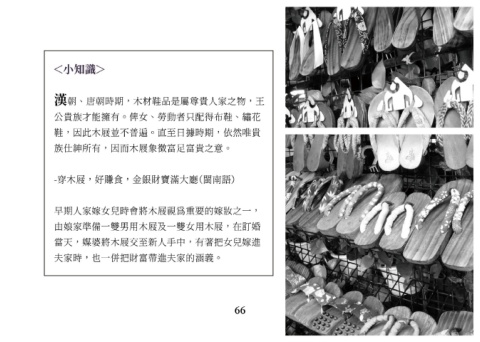 ＜小知識＞
漢朝、唐朝時期，木材鞋品是屬尊貴人家之物，王
公貴族才能擁有。俾女、勞動者只配得布鞋、繡花
鞋，因此木屐並不普遍。直至日據時期，依然唯貴
族仕紳所有，因而木屐象徵富足富貴之意。
-穿木屐，好賺食，金銀財寶滿大廳(閩南語)
早期人家嫁女兒時會將木屐視為重要的嫁妝之一，
由娘家準備一雙男用木屐及一雙女用木屐，在訂婚
當天，媒婆將木屐交至新人手中，有著把女兒嫁進
夫家時，也一併把財富帶進夫家的涵義。
66